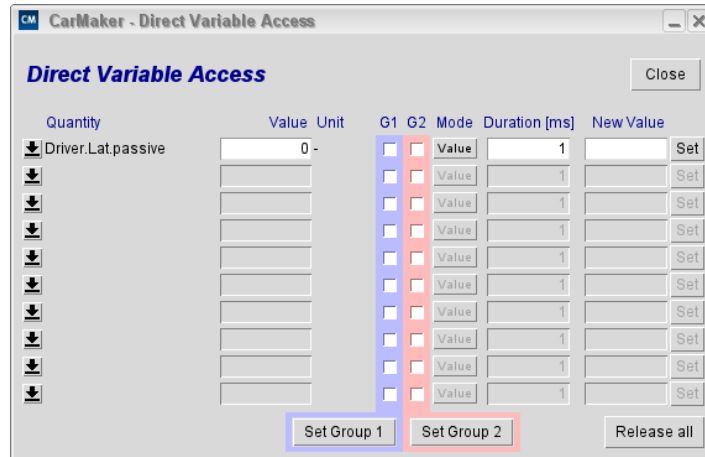 CM CarMaker - Direct Variable Access
Direct Variable Access
Close
Quantity Value Unit G1 G2 Mode Duration [ms] New Value
Driver.Lat.passive 0 - Value 1 Set
Value 1 Set
Value 1 Set
Value 1 Set
Value 1 Set
Value 1 Set
Value 1 Set
Value 1 Set
Value 1 Set
Value 1 Set
Set Group 1 Set Group 2 Release all